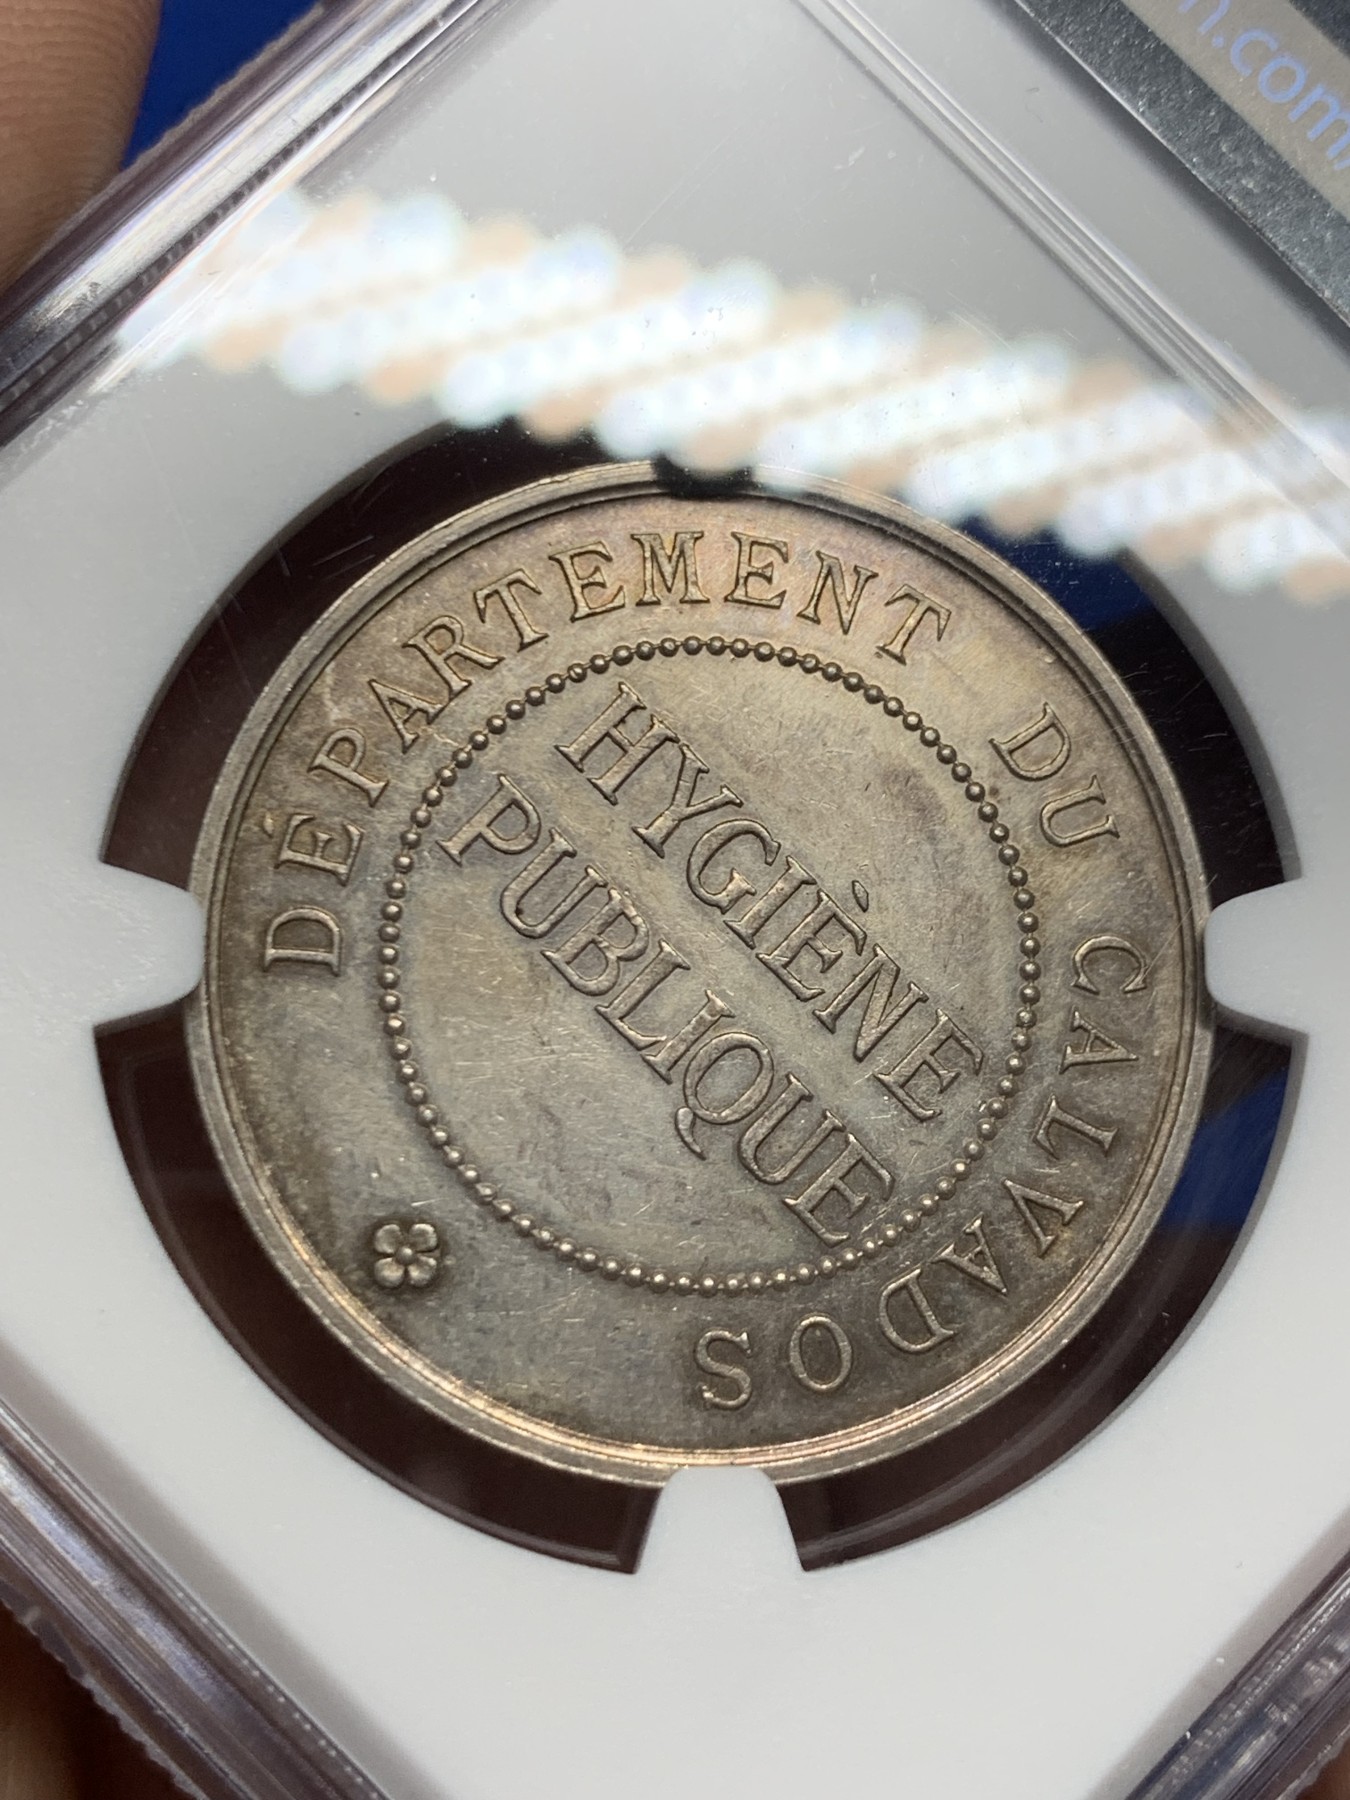 DÉPARTEMENT DU CALVADOS
HYGIÈNE
PUBLIQUE